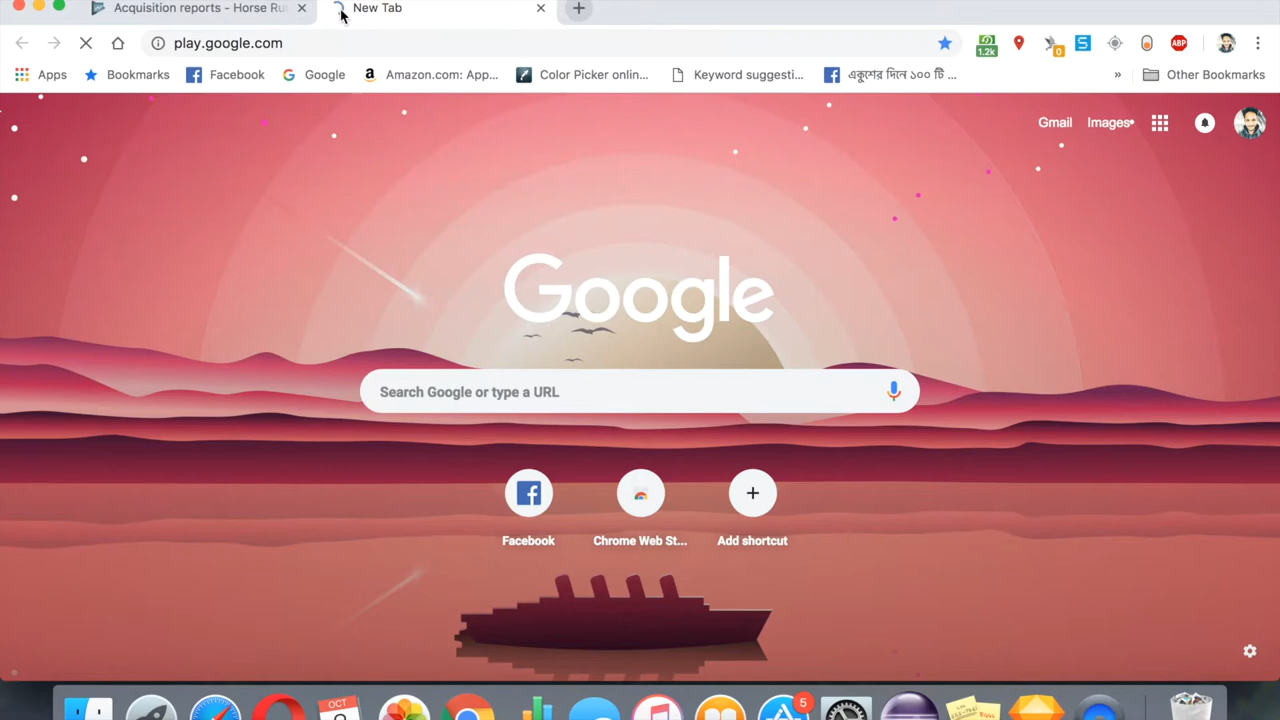 Acquisition reports - Horse Ru
New Tab
play.google.com
1.2k
0
S
ABP
Apps
Bookmarks
Facebook
Google
Amazon.com: App...
Color Picker onlin...
Keyword suggesti...
একুশের দিনে ১০০ টি ...
»
Other Bookmarks
Gmail
Images
Google
Search Google or type a URL
Facebook
Chrome Web St...
Add shortcut
OCT
5